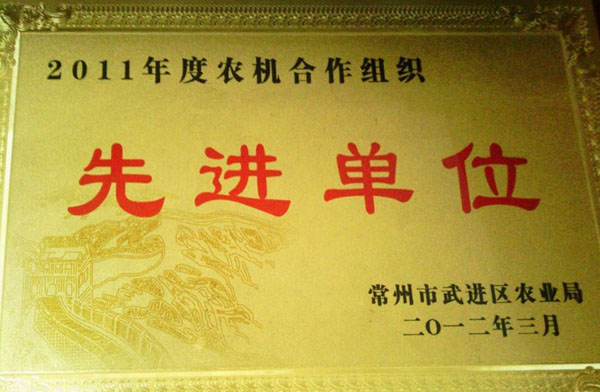 2011年度农机合作组织
先进单位
常州市武进区农业局
二〇一二年三月